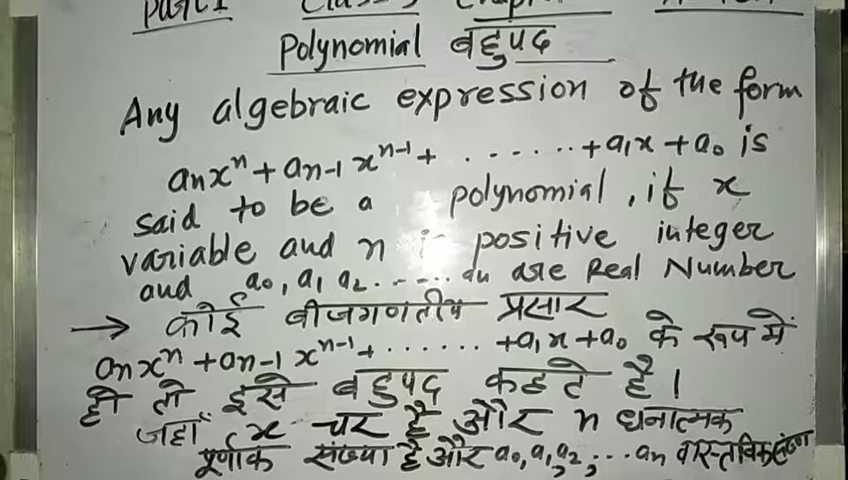 Part I Class 9
Polynomial बहुपद
Any algebraic expression of the form
anxⁿ + an-1 xⁿ⁻¹ + ....... + a₁x + a₀ is
said to be a polynomial, if x
variable and n is positive integer
and a₀, a₁ a₂ ....... an are Real Number
→ कोई बीजगणतीय प्रसार
anxⁿ + an-1 xⁿ⁻¹ + ....... + a₁x + a₀ के रूप में
हो तो इसे बहुपद कहते है।
जहाँ x चर है और n धनात्मक
पूर्णांक संख्या है और a₀, a₁, a₂, ... an वास्तविक